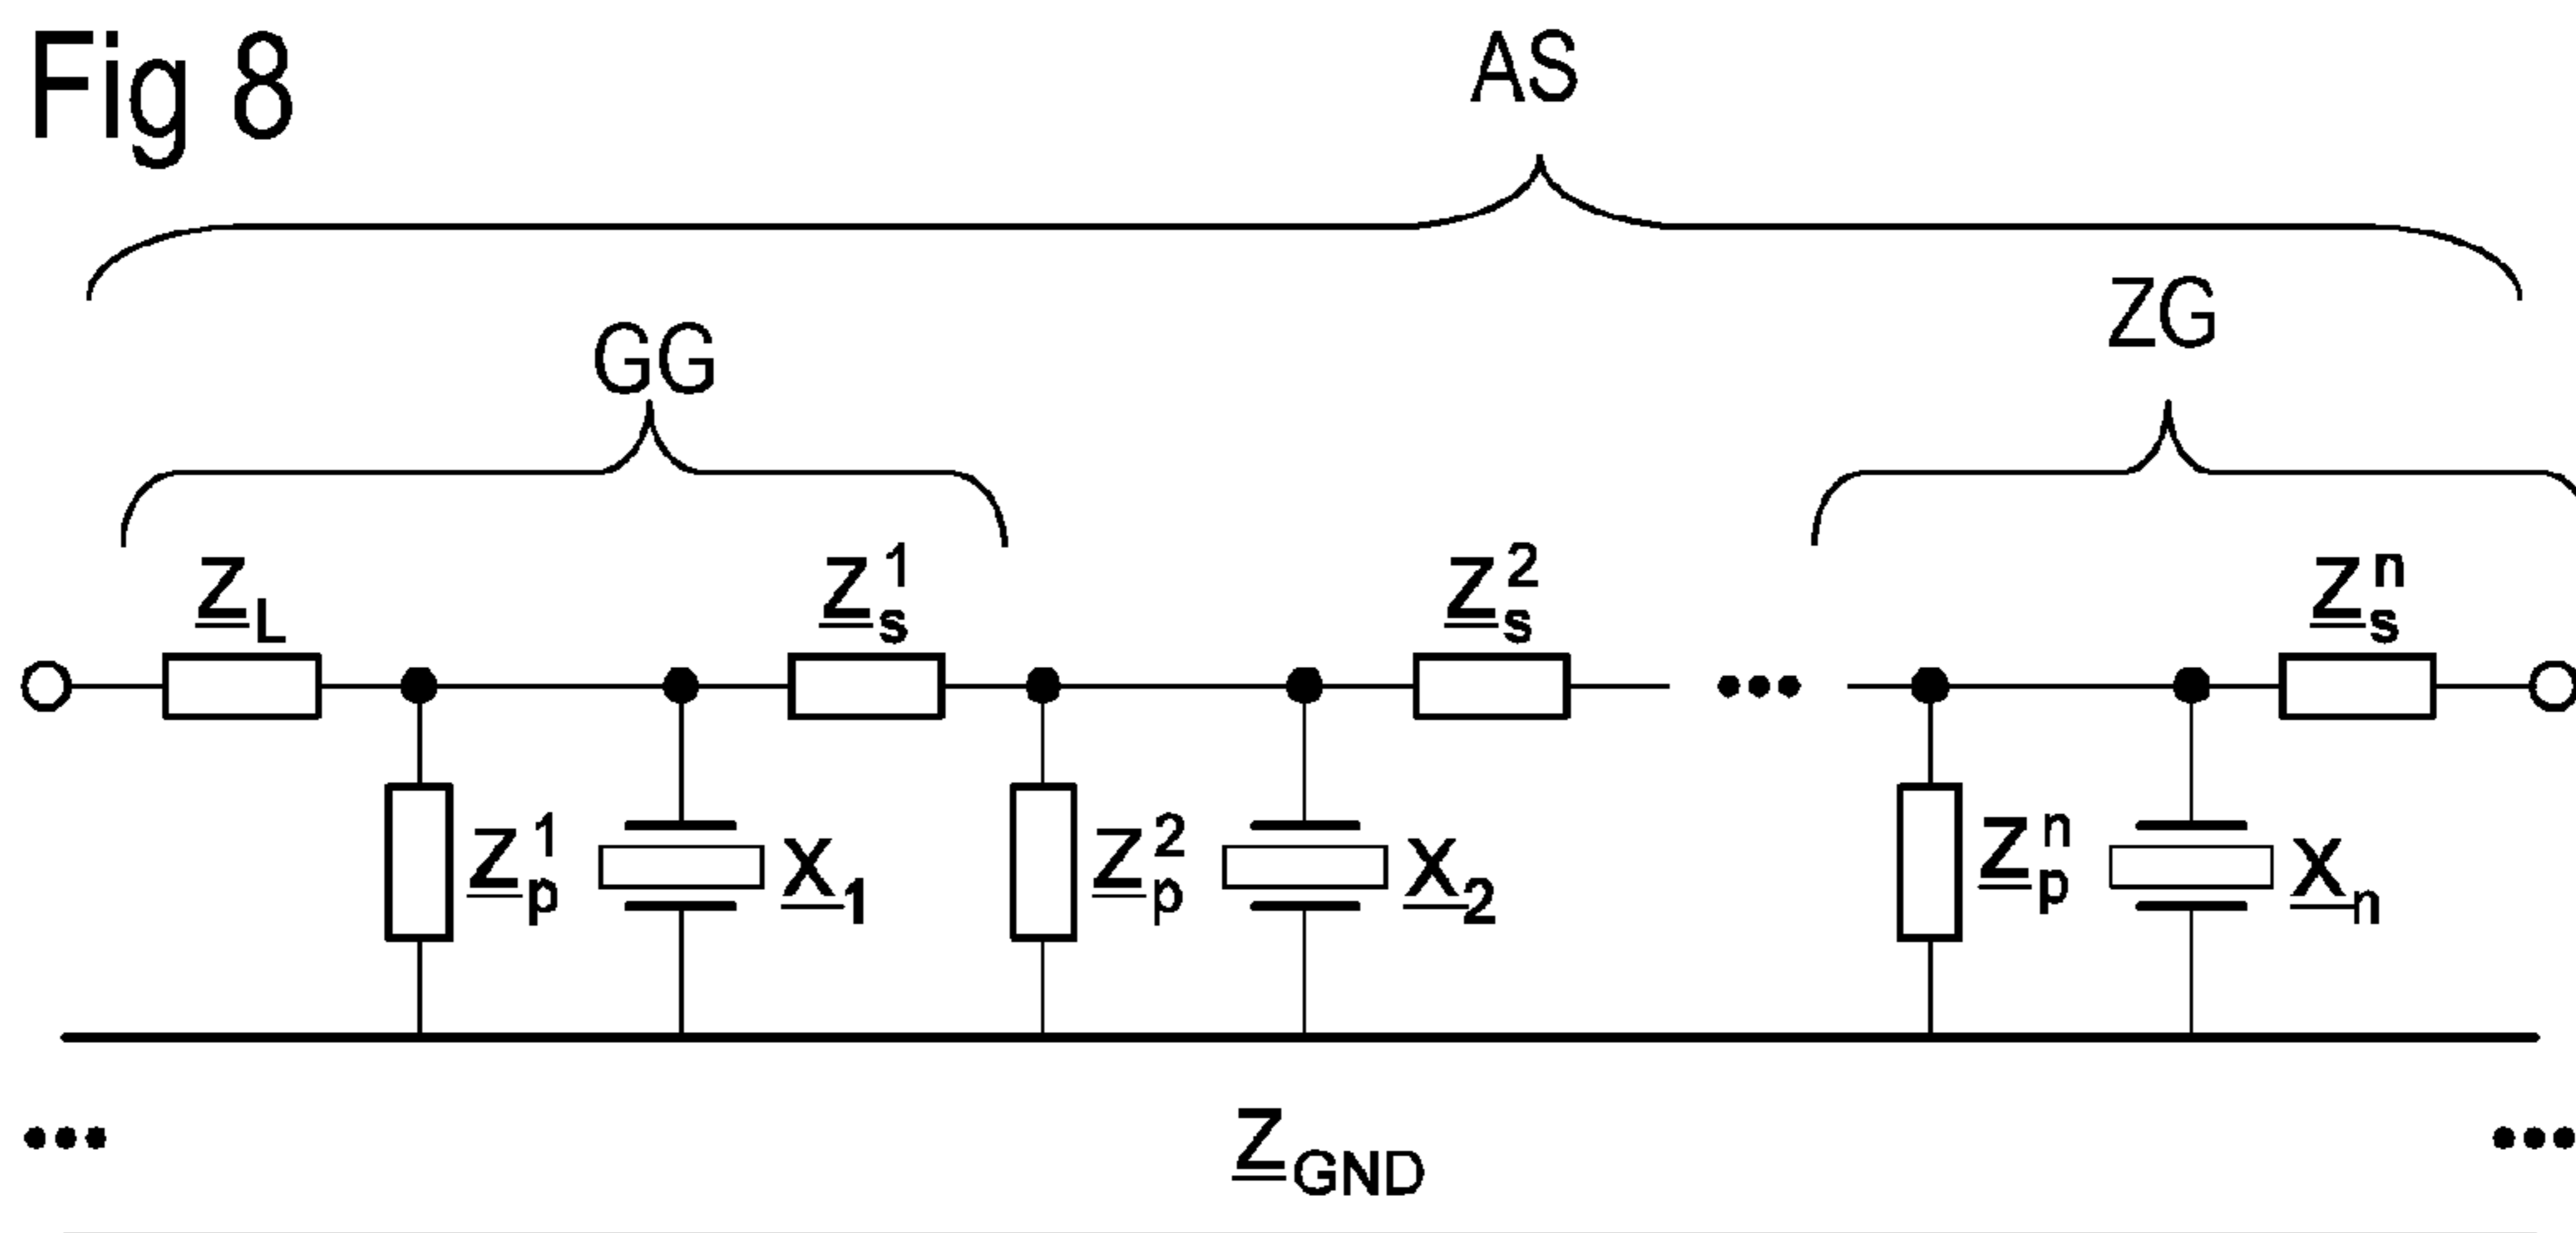 Fig 8
AS
GG
ZG
Z_L
Z_s^1
Z_s^2
...
Z_s^n
Z_p^1
X_1
Z_p^2
X_2
Z_p^n
X_n
...
Z_GND
...